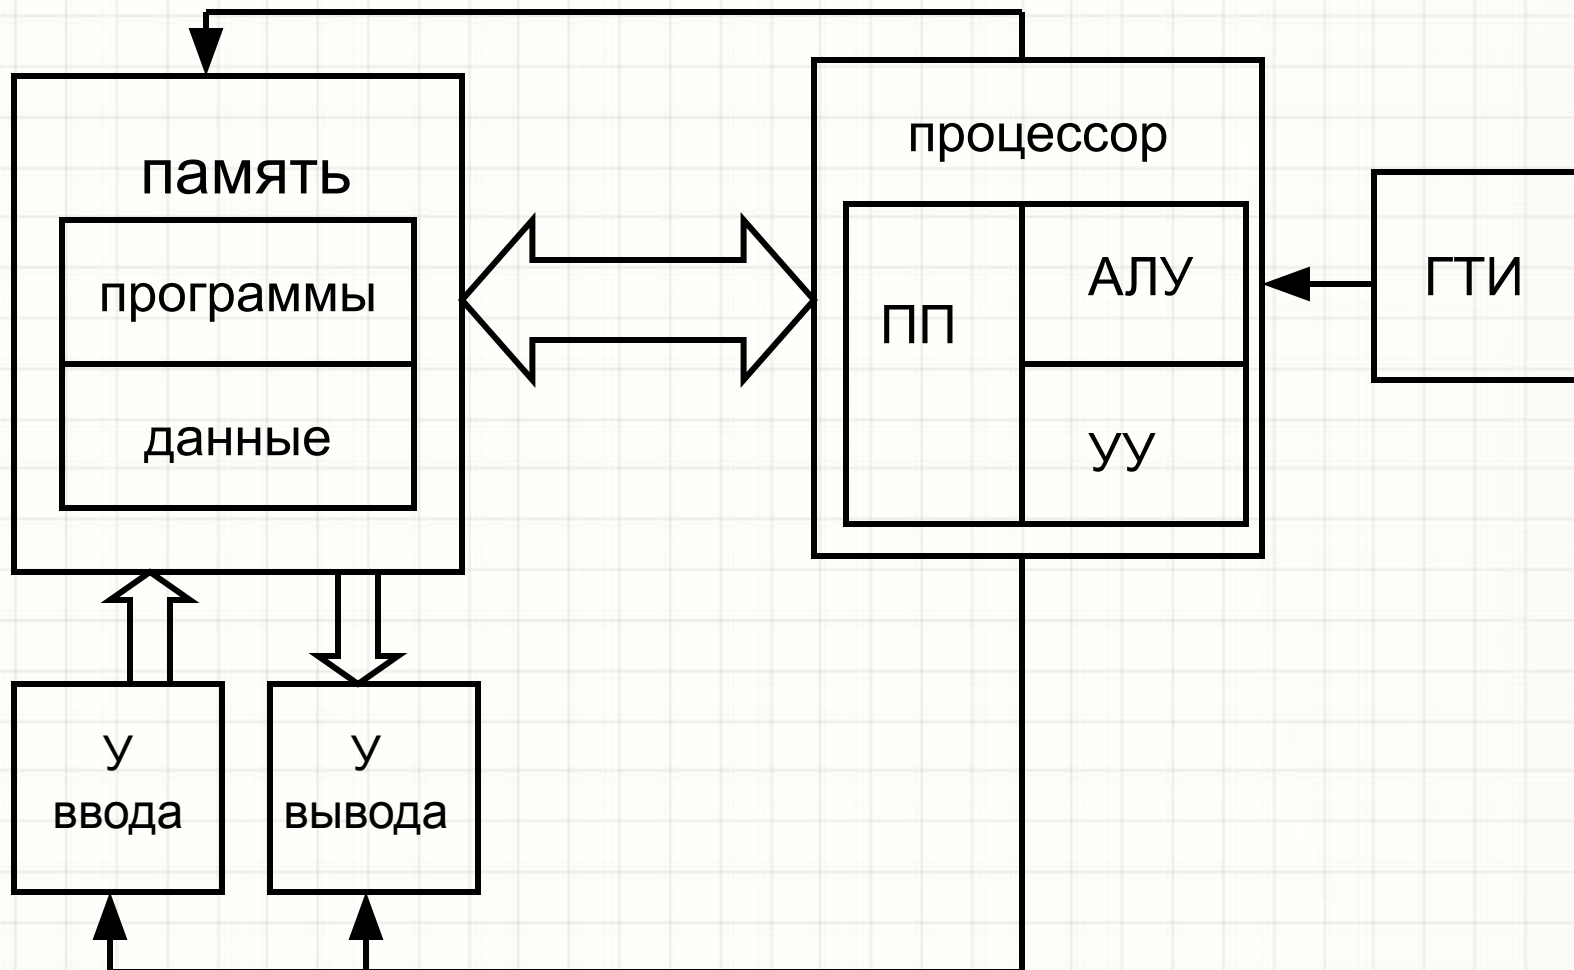 процессор
память
программы
данные
ПП
АЛУ
УУ
ГТИ
У
ввода
У
вывода